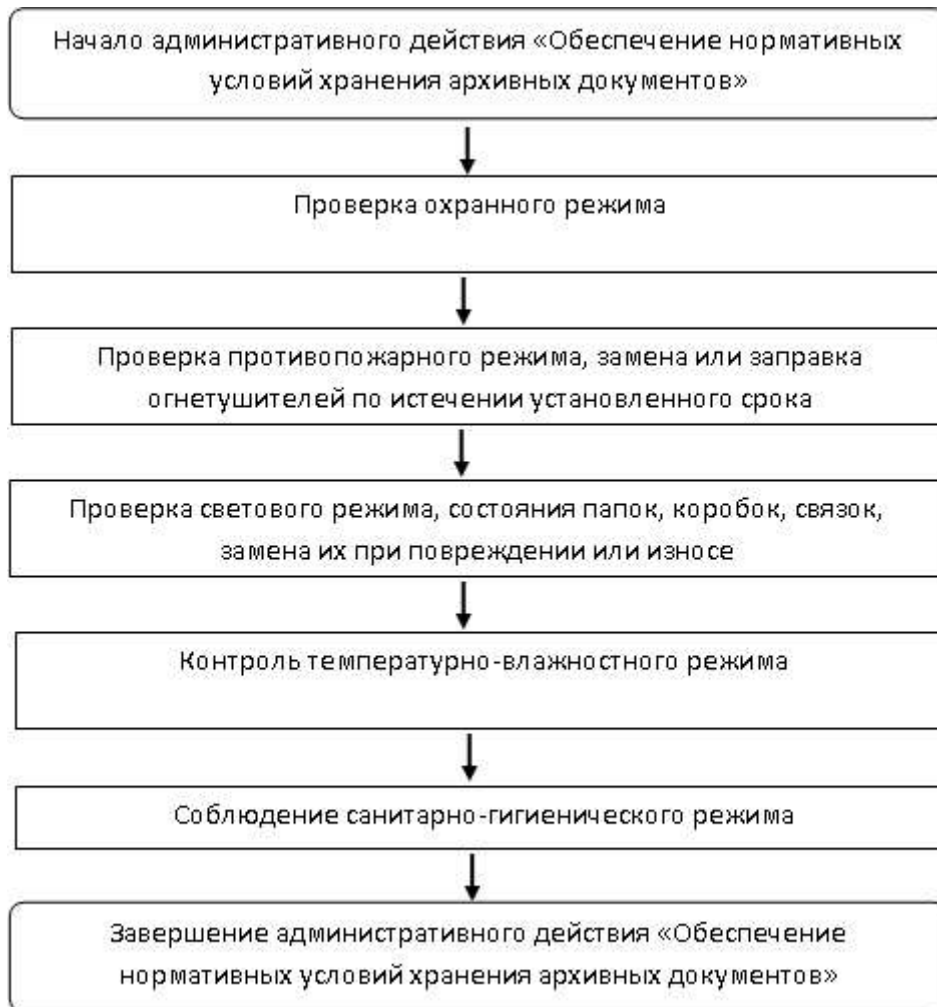 Начало административного действия «Обеспечение нормативных
условий хранения архивных документов»
Проверка охранного режима
Проверка противопожарного режима, замена или заправка
огнетушителей по истечении установленного срока
Проверка светового режима, состояния папок, коробок, связок,
замена их при повреждении или износе
Контроль температурно-влажностного режима
Соблюдение санитарно-гигиенического режима
Завершение административного действия «Обеспечение
нормативных условий хранения архивных документов»